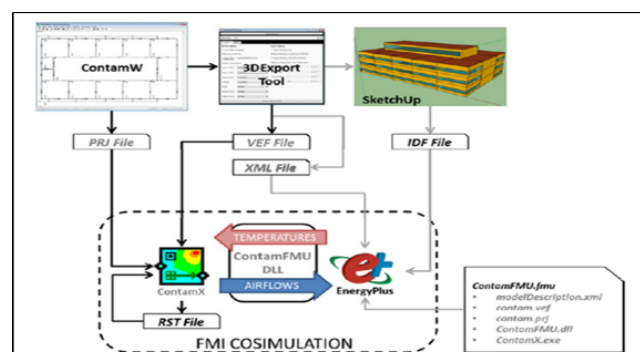 ContamW
3DExport
Tool
SketchUp
PRJ File
VEF File
IDF File
XML File
TEMPERATURES
ContamFMU
DLL
AIRFLOWS
ContamX
EnergyPlus
RST File
FMI COSIMULATION
ContamFMU.fmu
• modelDescription.xml
• contam.vef
• contam.prj
• ContamFMU.dll
• ContamX.exe